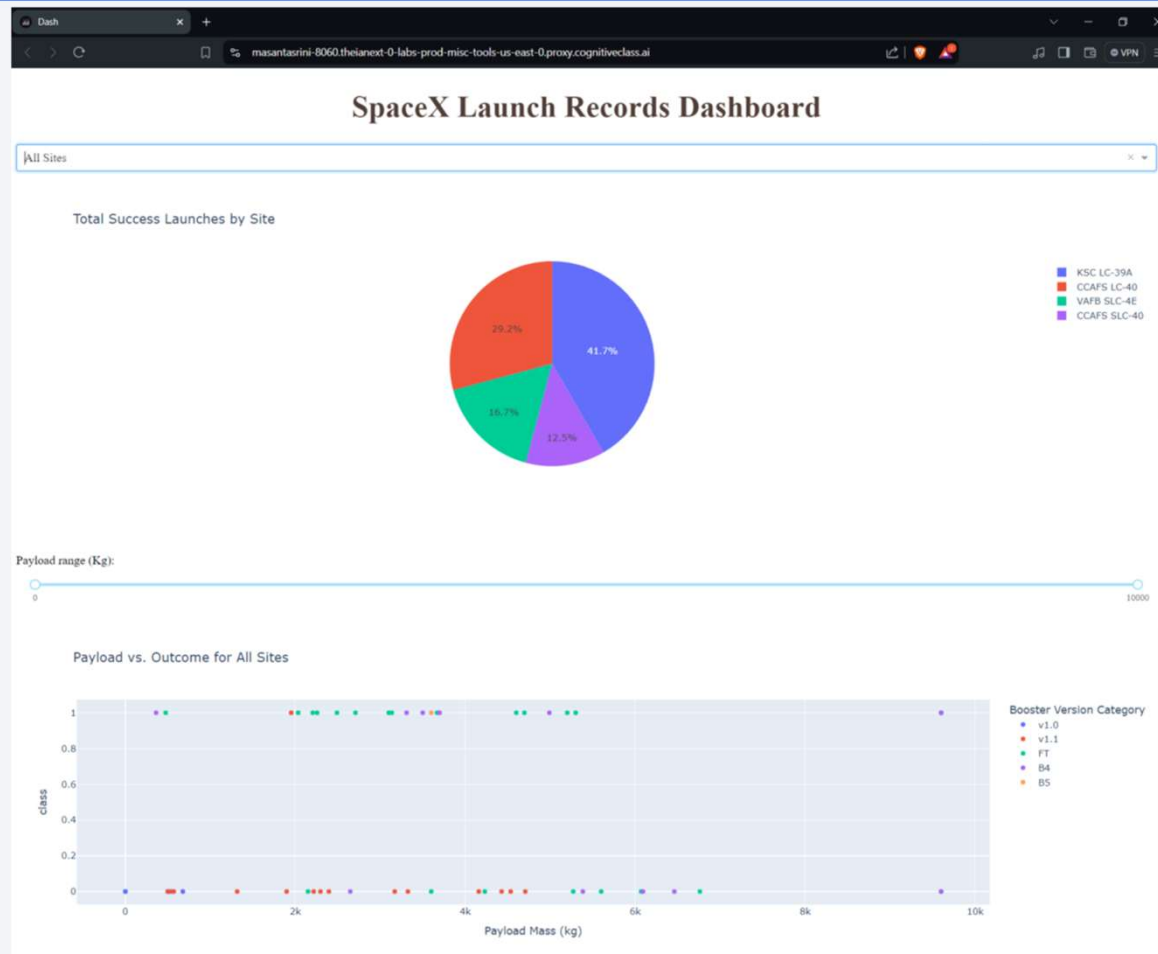 Dash
masantasrini-8060.theianext-0-labs-prod-misc-tools-us-east-0.proxy.cognitiveclass.ai
VPN
SpaceX Launch Records Dashboard
All Sites
Total Success Launches by Site
KSC LC-39A
CCAFS LC-40
VAFB SLC-4E
CCAFS SLC-40
29.2%
41.7%
16.7%
12.5%
Payload range (Kg):
0
10000
Payload vs. Outcome for All Sites
Booster Version Category
v1.0
v1.1
FT
B4
B5
class
1
0.8
0.6
0.4
0.2
0
0 2k 4k 6k 8k 10k
Payload Mass (kg)